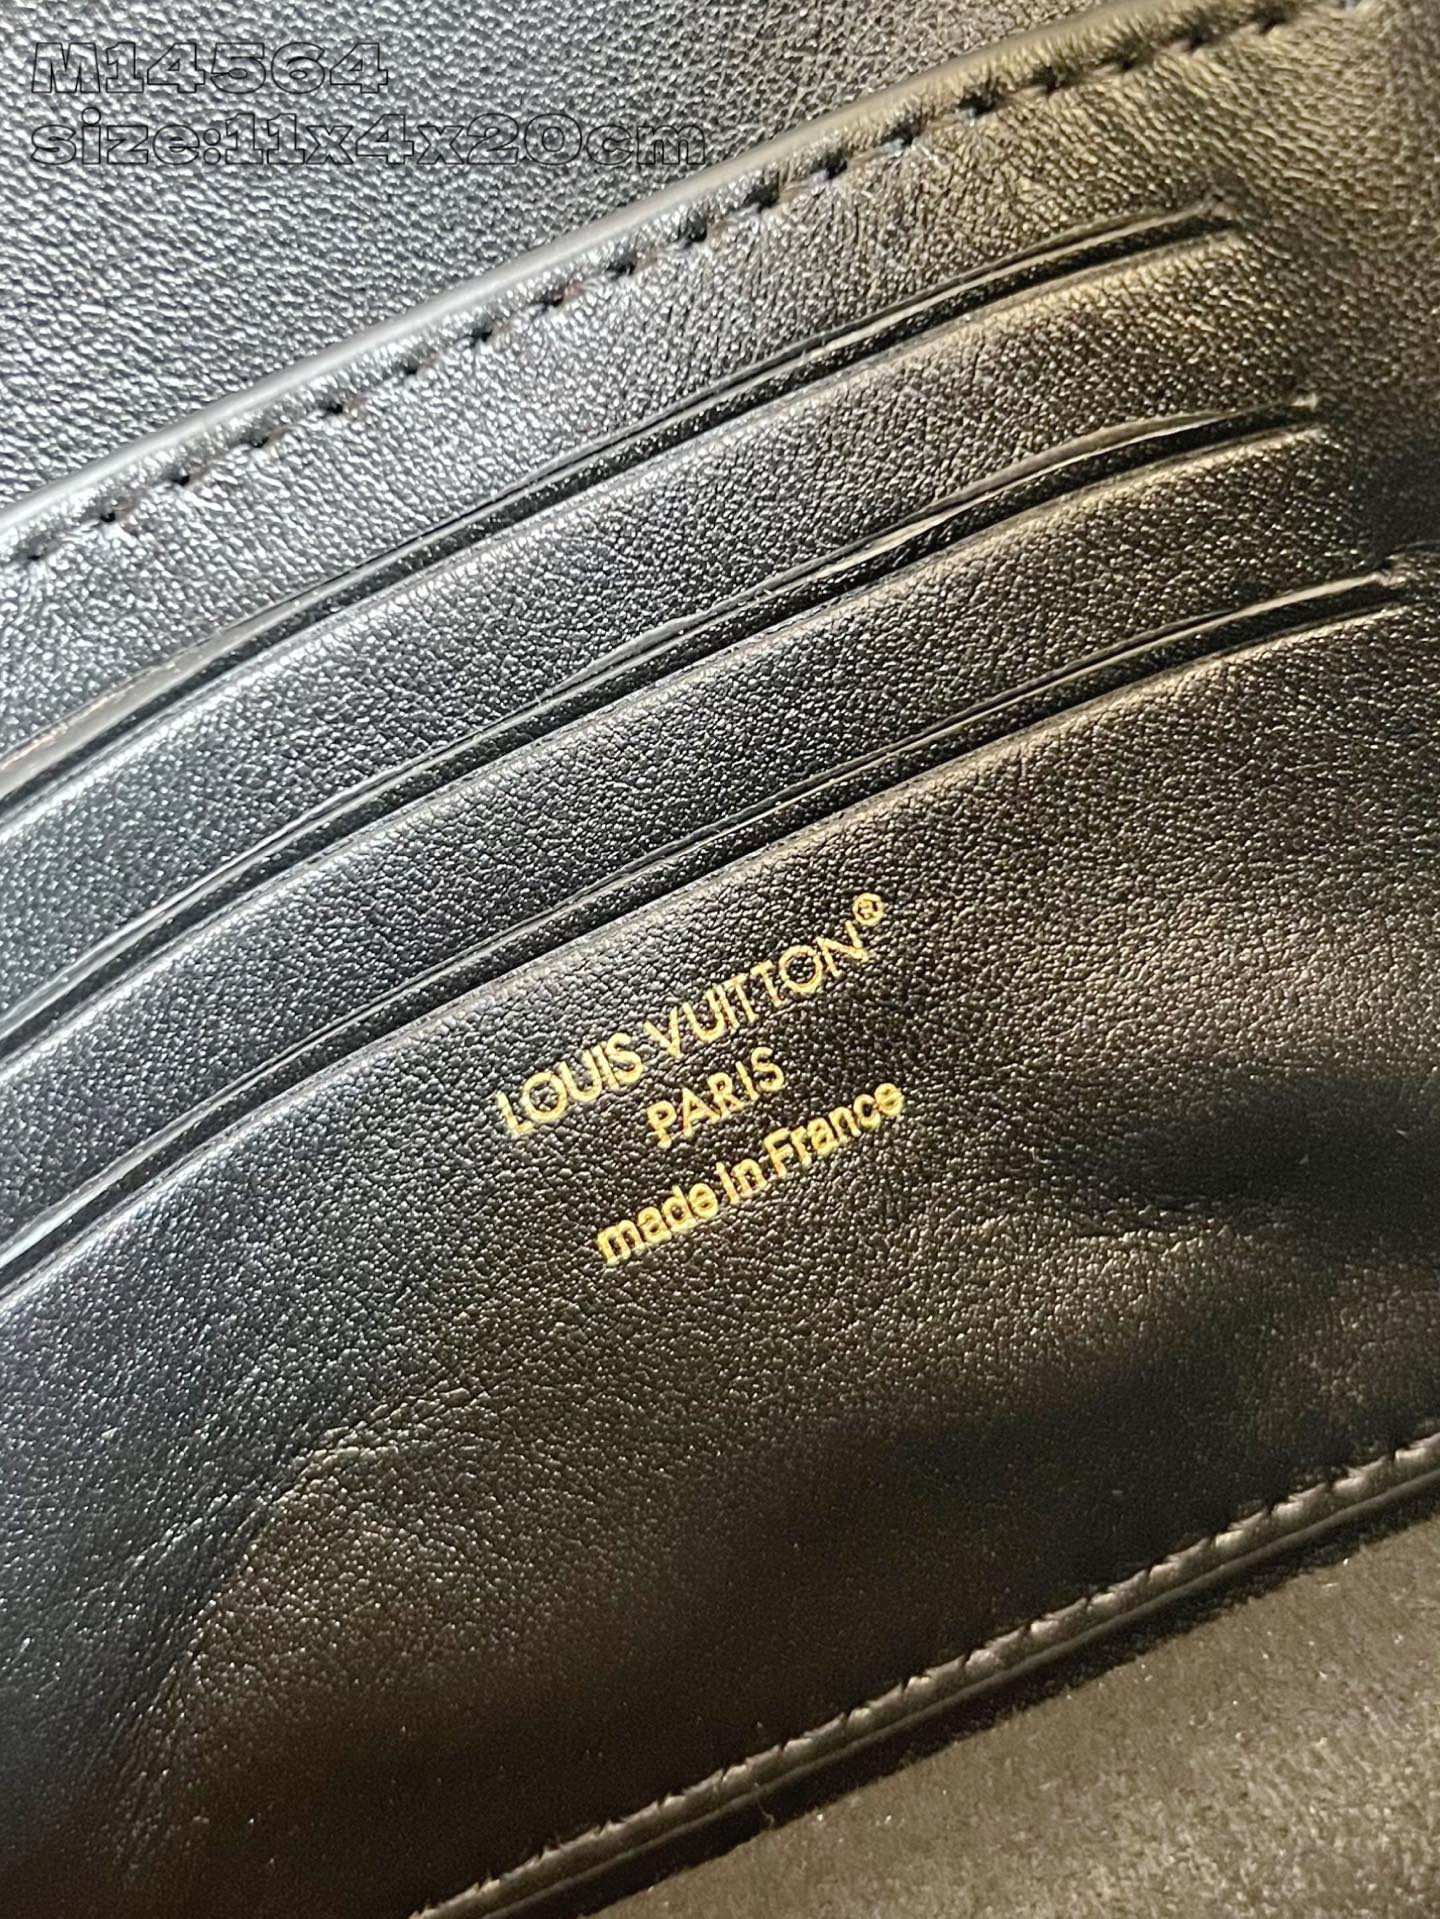 M14564
size:11x4x20cm
LOUIS VUITTON®
PARIS
made in France